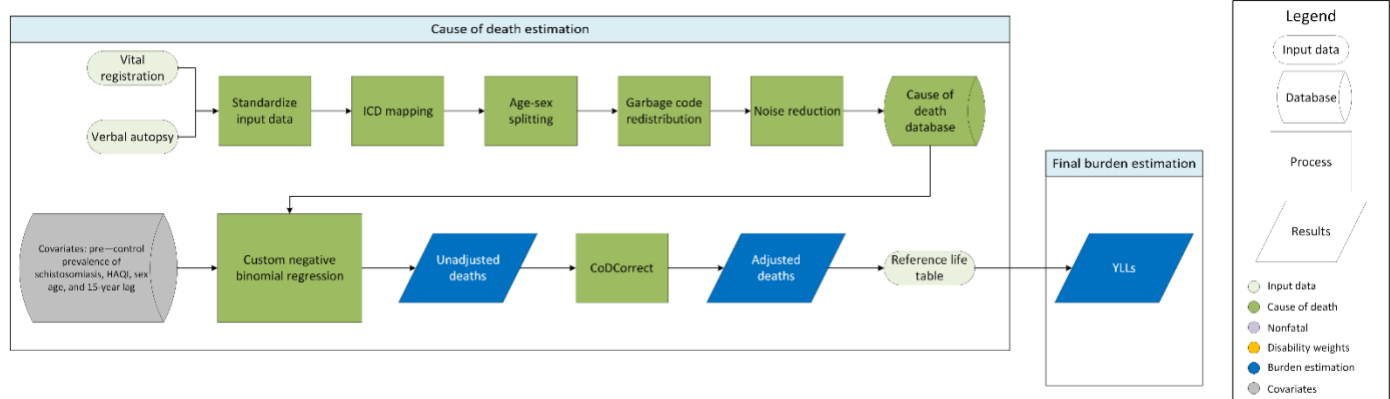 Cause of death estimation
Vital
registration
Verbal autopsy
Standardize
input data
ICD mapping
Age-sex
splitting
Garbage code
redistribution
Noise reduction
Cause of
death
database
Covariates: pre—control
prevalence of
schistosomiasis, HAQI, sex
age, and 15-year lag
Custom negative
binomial regression
Unadjusted
deaths
CoDCorrect
Adjusted
deaths
Reference life
table
Final burden estimation
YLLs
Legend
Input data
Database
Process
Results
Input data
Cause of death
Nonfatal
Disability weights
Burden estimation
Covariates